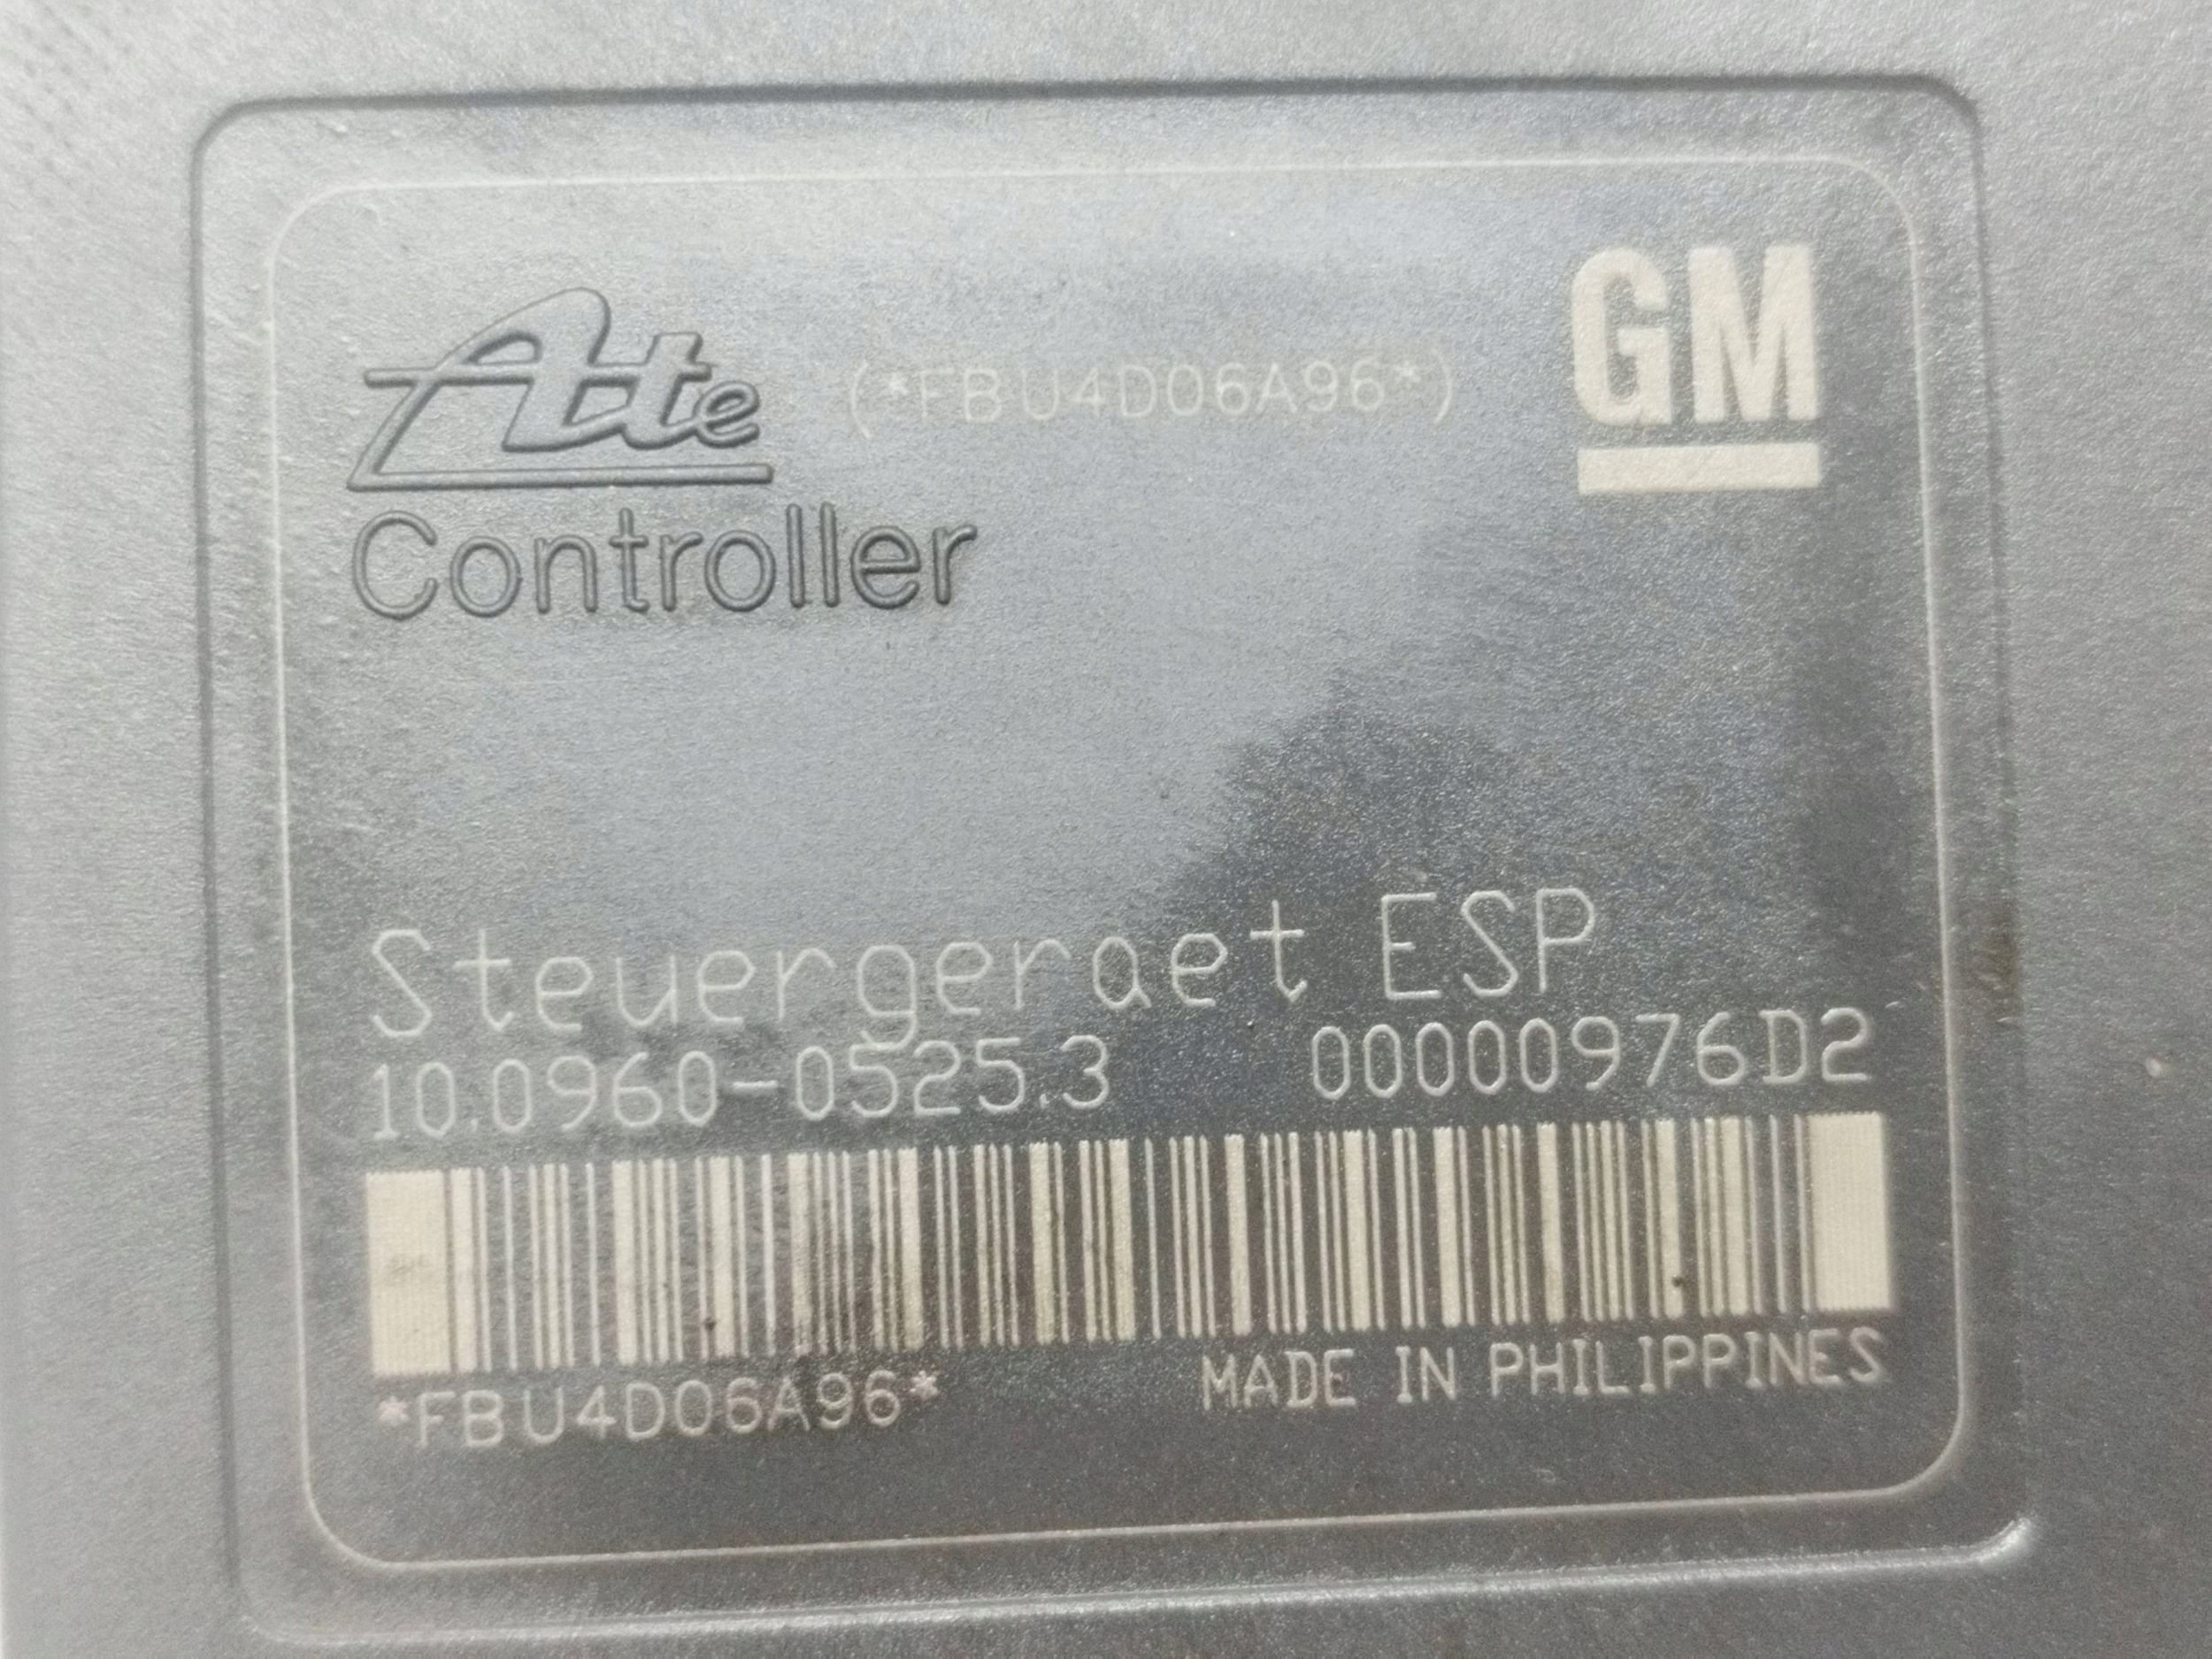 Ate (*FBU4D06A96*) GM
Controller
Steuergeraet ESP
10.0960-0525.3 00000976D2
*FBU4D06A96* MADE IN PHILIPPINES